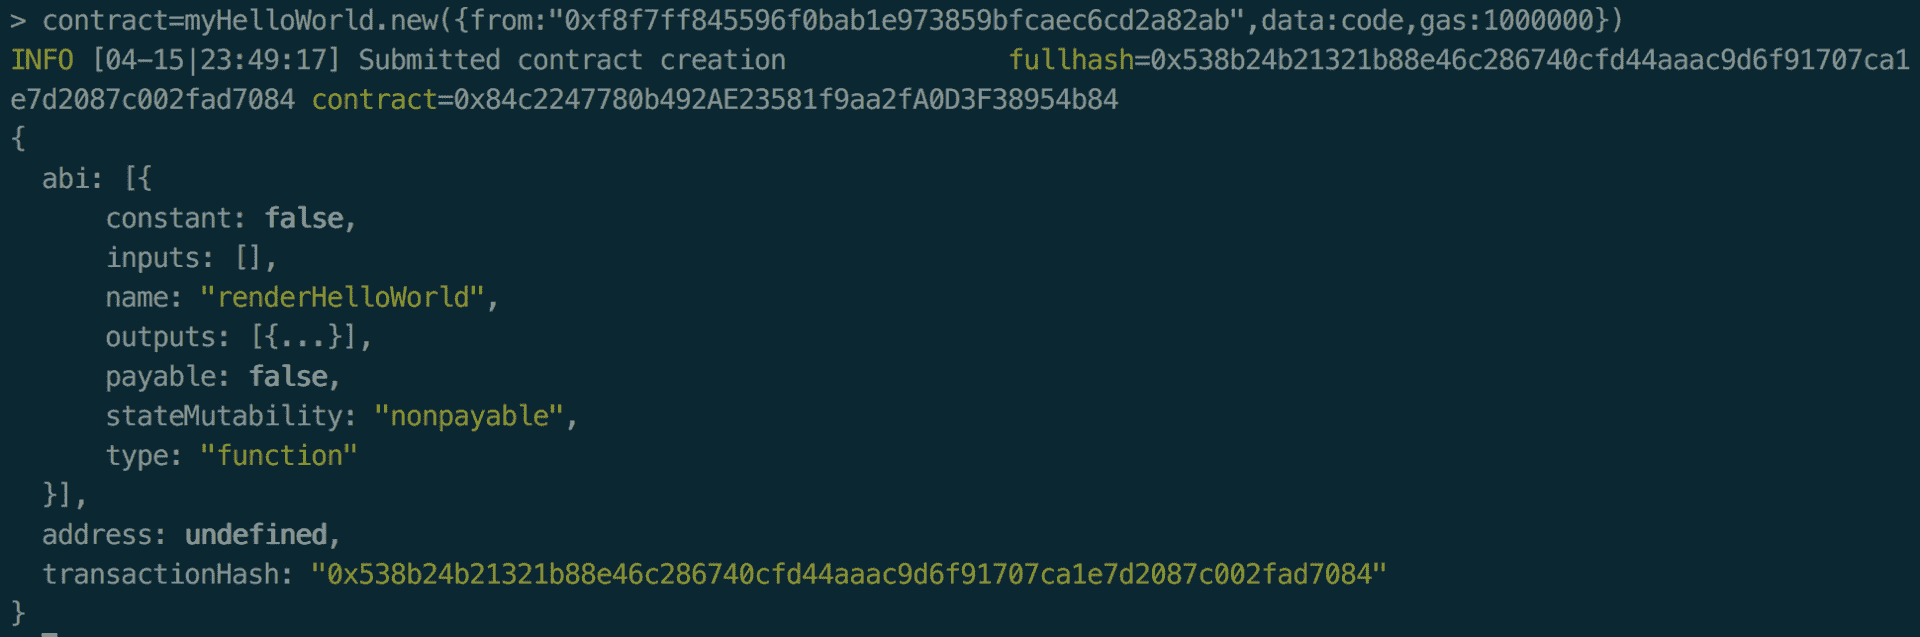 > contract=myHelloWorld.new({from:"0xf8f7ff845596f0bab1e973859bfcaec6cd2a82ab",data:code,gas:1000000})
INFO [04-15|23:49:17] Submitted contract creation fullhash=0x538b24b21321b88e46c286740cfd44aaac9d6f91707ca1
e7d2087c002fad7084 contract=0x84c2247780b492AE23581f9aa2fA0D3F38954b84
{
  abi: [{
      constant: false,
      inputs: [],
      name: "renderHelloWorld",
      outputs: [{...}],
      payable: false,
      stateMutability: "nonpayable",
      type: "function"
  }],
  address: undefined,
  transactionHash: "0x538b24b21321b88e46c286740cfd44aaac9d6f91707ca1e7d2087c002fad7084"
}